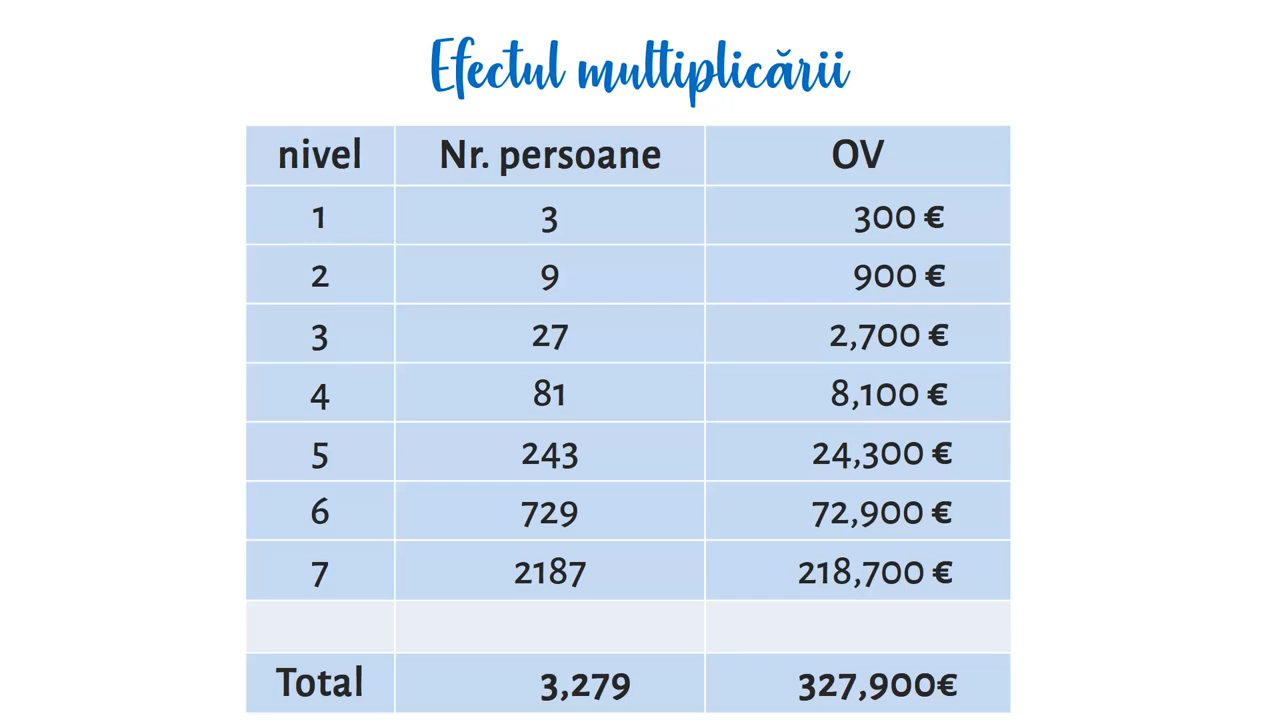 Efectul multiplicării
nivel Nr. persoane OV
1 3 300 €
2 9 900 €
3 27 2,700 €
4 81 8,100 €
5 243 24,300 €
6 729 72,900 €
7 2187 218,700 €
Total 3,279 327,900€